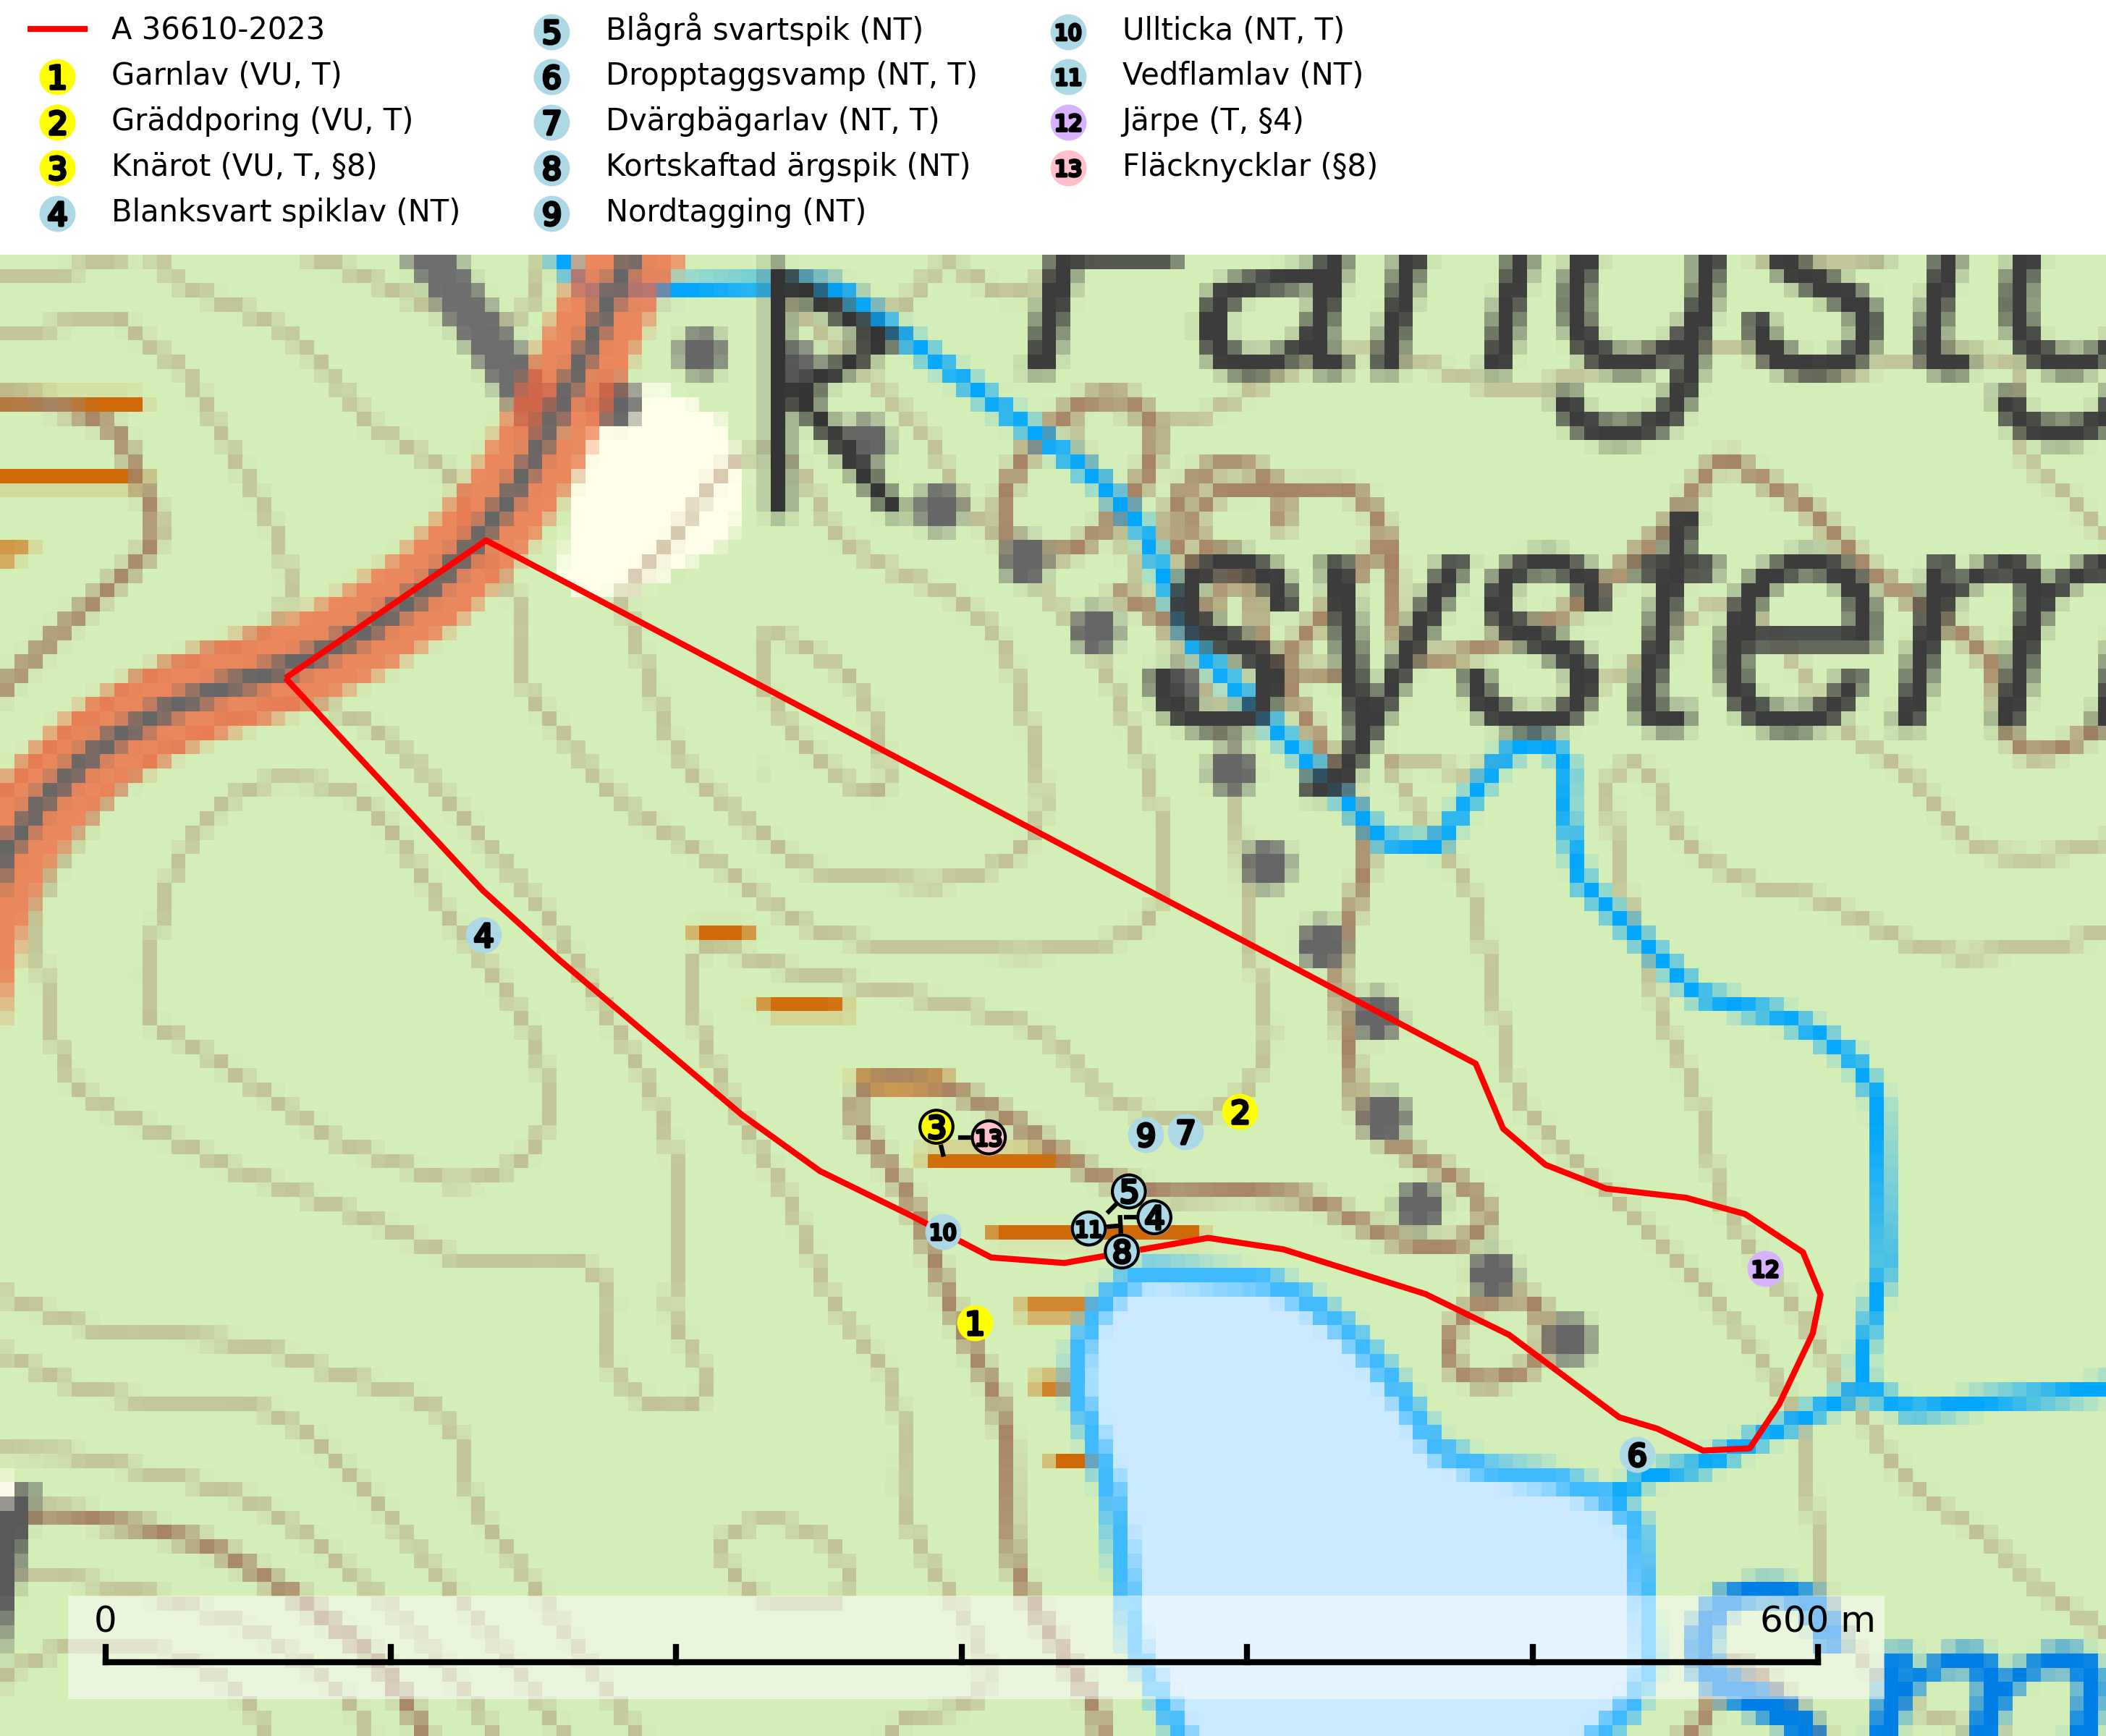 A 36610-2023
1 Garnlav (VU, T)
2 Gräddporing (VU, T)
3 Knärot (VU, T, §8)
4 Blanksvart spiklav (NT)
5 Blågrå svartspik (NT)
6 Dropptaggsvamp (NT, T)
7 Dvärgbägarlav (NT, T)
8 Kortskaftad ärgspik (NT)
9 Nordtagging (NT)
10 Ullticka (NT, T)
11 Vedflamlav (NT)
12 Järpe (T, §4)
13 Fläcknycklar (§8)
R
system
4
3 13
9 7 2
5
11 4
10
8
12
1
6
0 600 m